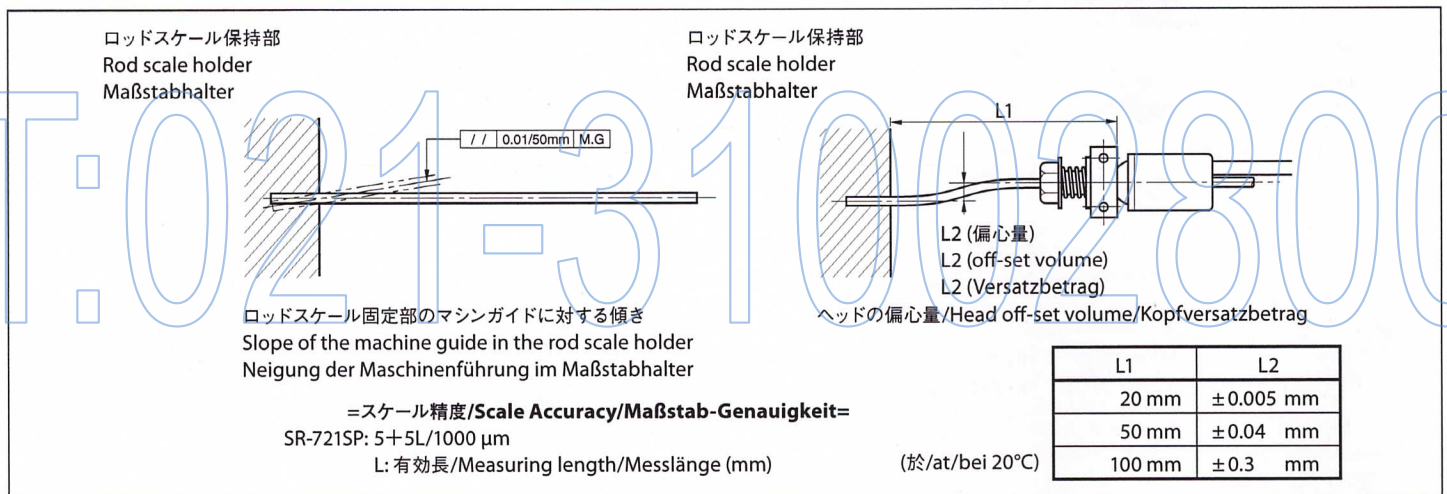 ロッドスケール保持部
Rod scale holder
Maßstabhalter
// 0.01/50mm M.G
ロッドスケール固定部のマシンガイドに対する傾き
Slope of the machine guide in the rod scale holder
Neigung der Maschinenführung im Maßstabhalter
ロッドスケール保持部
Rod scale holder
Maßstabhalter
L1
L2 (偏心量)
L2 (off-set volume)
L2 (Versatzbetrag)
ヘッドの偏心量/Head off-set volume/Kopfversatzbetrag
=スケール精度/Scale Accuracy/Maßstab-Genauigkeit=
SR-721SP: 5+5L/1000 μm
L: 有効長/Measuring length/Messlänge (mm)
(於/at/bei 20°C)
L1 L2
20 mm ±0.005 mm
50 mm ±0.04 mm
100 mm ±0.3 mm
T:021-31002800